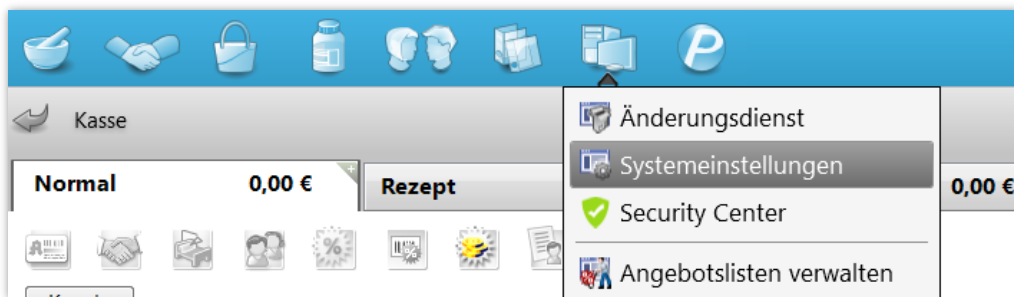 Änderungsdienst
Kasse
Systemeinstellungen
Normal 0,00 €
Rezept
0,00 €
Security Center
Angebotslisten verwalten